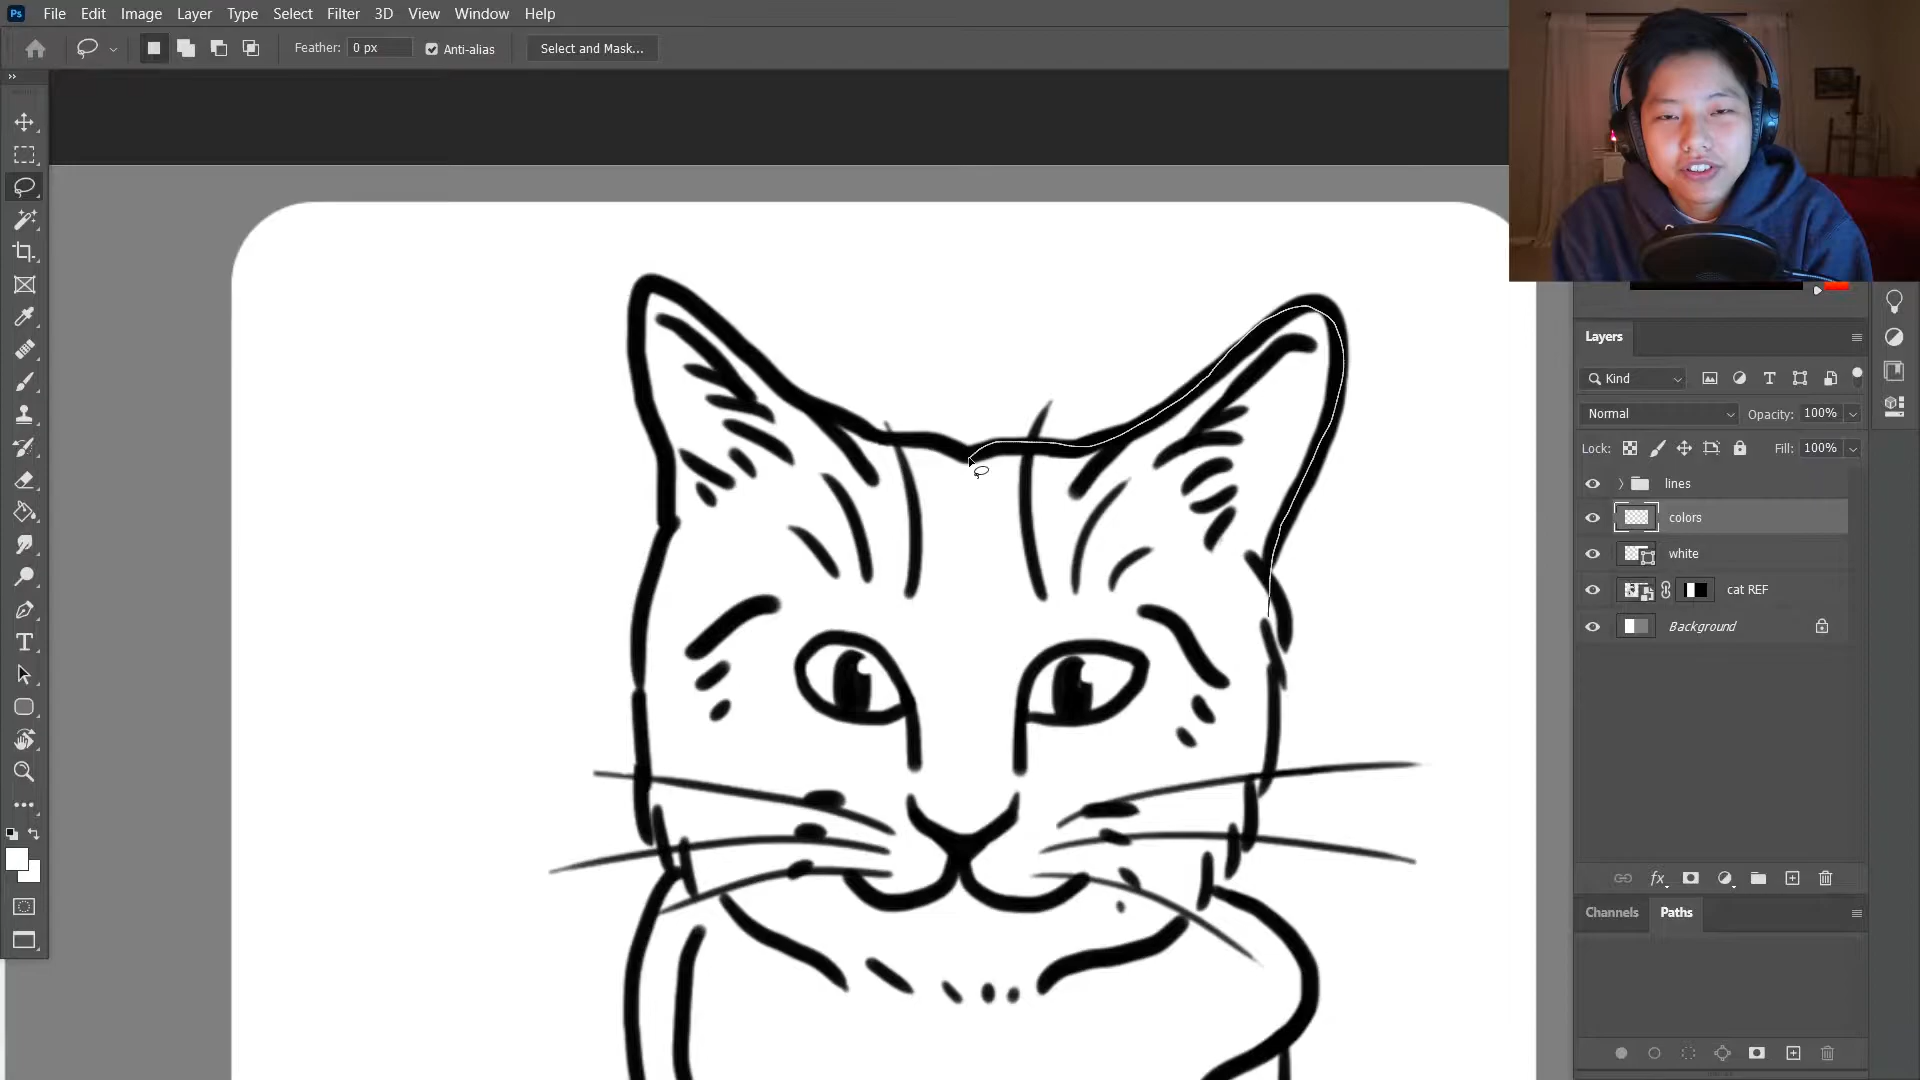 Ps File Edit Image Layer Type Select Filter 3D View Window Help
Feather: 0 px Anti-alias Select and Mask...
Layers
Kind
Normal Opacity: 100%
Lock: Fill: 100%
lines
colors
white
cat REF
Background
Channels Paths